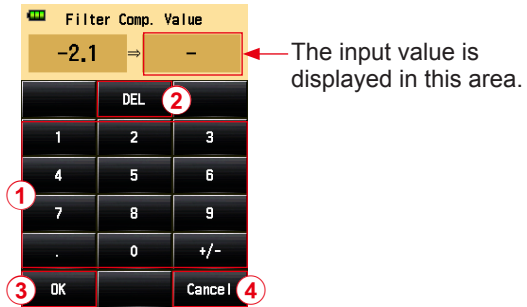 Filter Comp. Value
-2.1 ⇒ -
The input value is
displayed in this area.
DEL 2
1 2 3
4 5 6
1
7 8 9
. 0 +/-
3 OK Cancel 4